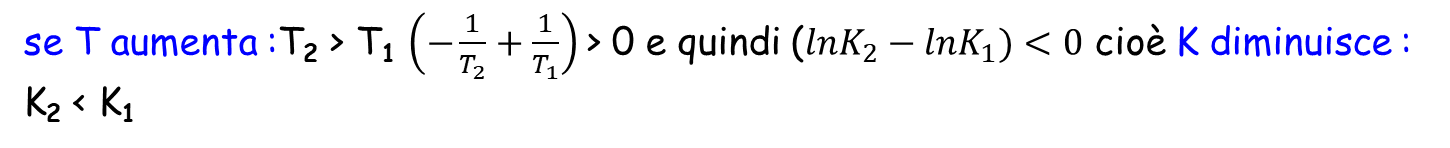 se T aumenta : T₂ > T₁ (−1/T₂ + 1/T₁) > 0 e quindi (lnK₂ − lnK₁) < 0 cioè K diminuisce :
K₂ < K₁